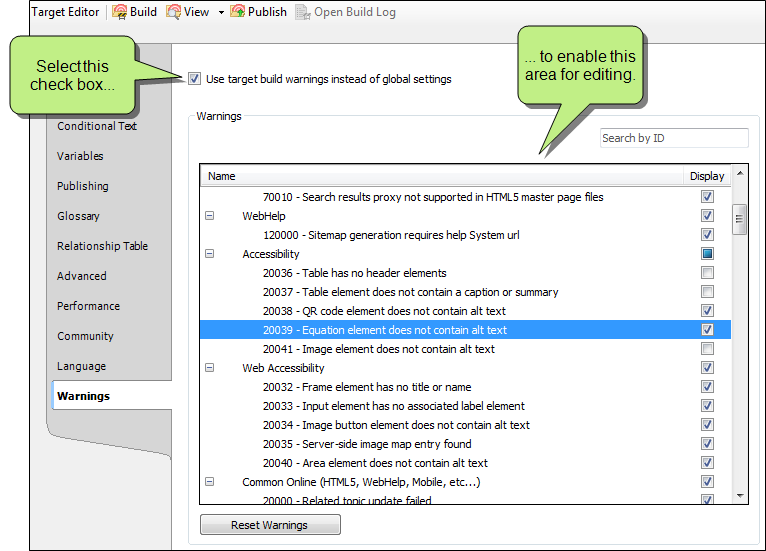 Target Editor Build View Publish Open Build Log
Select this
check box...
... to enable this
area for editing.
Use target build warnings instead of global settings
Conditional Text
Variables
Publishing
Glossary
Relationship Table
Advanced
Performance
Community
Language
Warnings
Warnings
Search by ID
Name Display
70010 - Search results proxy not supported in HTML5 master page files
WebHelp
120000 - Sitemap generation requires help System url
Accessibility
20036 - Table has no header elements
20037 - Table element does not contain a caption or summary
20038 - QR code element does not contain alt text
20039 - Equation element does not contain alt text
20041 - Image element does not contain alt text
Web Accessibility
20032 - Frame element has no title or name
20033 - Input element has no associated label element
20034 - Image button element does not contain alt text
20035 - Server-side image map entry found
20040 - Area element does not contain alt text
Common Online (HTML5, WebHelp, Mobile, etc...)
20000 - Related topic update failed
Reset Warnings